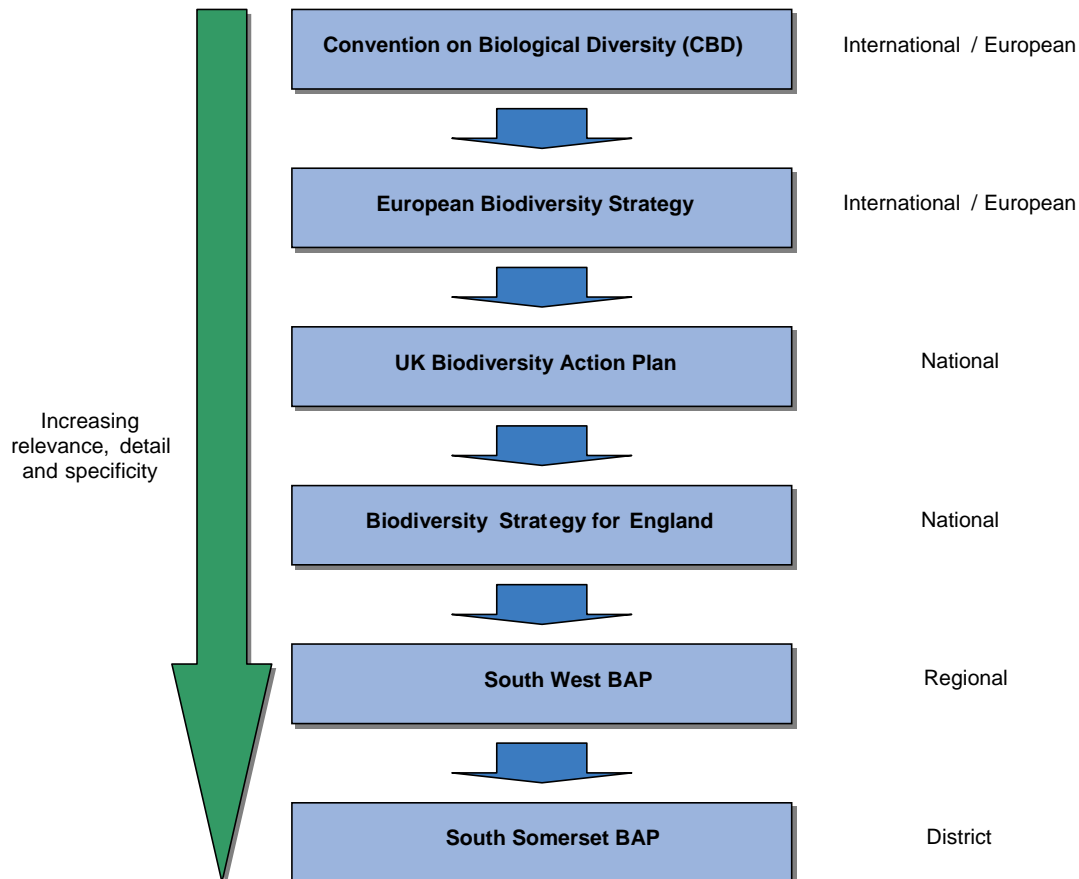 Convention on Biological Diversity (CBD)
International / European
European Biodiversity Strategy
International / European
UK Biodiversity Action Plan
National
Increasing
relevance, detail
and specificity
Biodiversity Strategy for England
National
South West BAP
Regional
South Somerset BAP
District